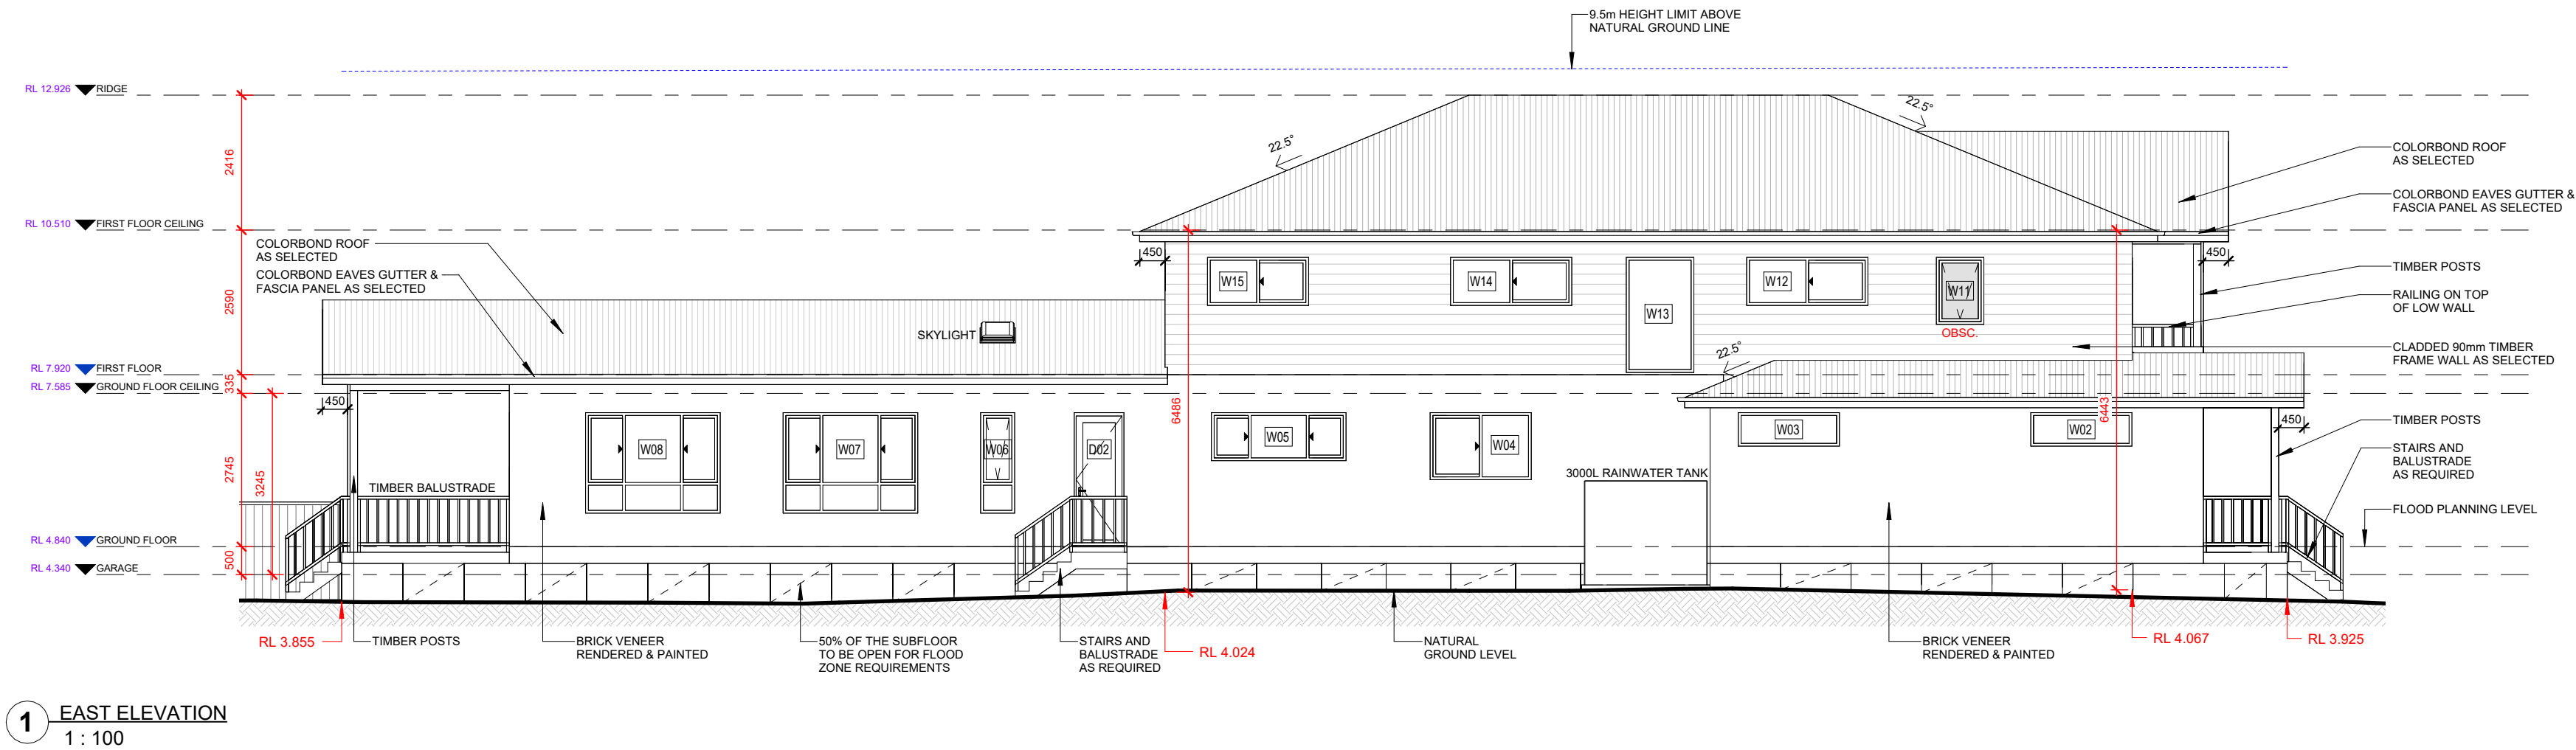 9.5m HEIGHT LIMIT ABOVE
NATURAL GROUND LINE
RL 12.926 RIDGE
22.5°
22.5°
2416
COLORBOND ROOF
AS SELECTED
COLORBOND EAVES GUTTER &
FASCIA PANEL AS SELECTED
RL 10.510 FIRST FLOOR CEILING
COLORBOND ROOF
AS SELECTED
COLORBOND EAVES GUTTER &
FASCIA PANEL AS SELECTED
450
450
TIMBER POSTS
RAILING ON TOP
OF LOW WALL
W15
W14
W13
W12
W11
OBSC.
2590
SKYLIGHT
CLADDED 90mm TIMBER
FRAME WALL AS SELECTED
22.5°
RL 7.920 FIRST FLOOR
335
RL 7.585 GROUND FLOOR CEILING
450
6486
6443
450
TIMBER POSTS
W08
W07
W06
D02
W05
W04
W03
W02
STAIRS AND
BALUSTRADE
AS REQUIRED
2745
3245
TIMBER BALUSTRADE
3000L RAINWATER TANK
FLOOD PLANNING LEVEL
RL 4.840 GROUND FLOOR
500
RL 4.340 GARAGE
RL 3.855
TIMBER POSTS
BRICK VENEER
RENDERED & PAINTED
50% OF THE SUBFLOOR
TO BE OPEN FOR FLOOD
ZONE REQUIREMENTS
STAIRS AND
BALUSTRADE
AS REQUIRED
RL 4.024
NATURAL
GROUND LEVEL
BRICK VENEER
RENDERED & PAINTED
RL 4.067
RL 3.925
1 EAST ELEVATION
1 : 100